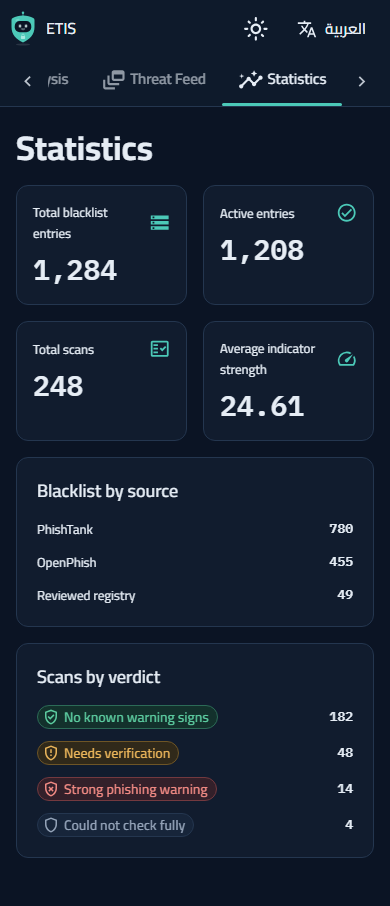 ETIS
العربية
ysis
Threat Feed
Statistics
Statistics
Total blacklist
entries
1,284
Active entries
1,208
Total scans
248
Average indicator
strength
24.61
Blacklist by source
PhishTank 780
OpenPhish 455
Reviewed registry 49
Scans by verdict
No known warning signs 182
Needs verification 48
Strong phishing warning 14
Could not check fully 4